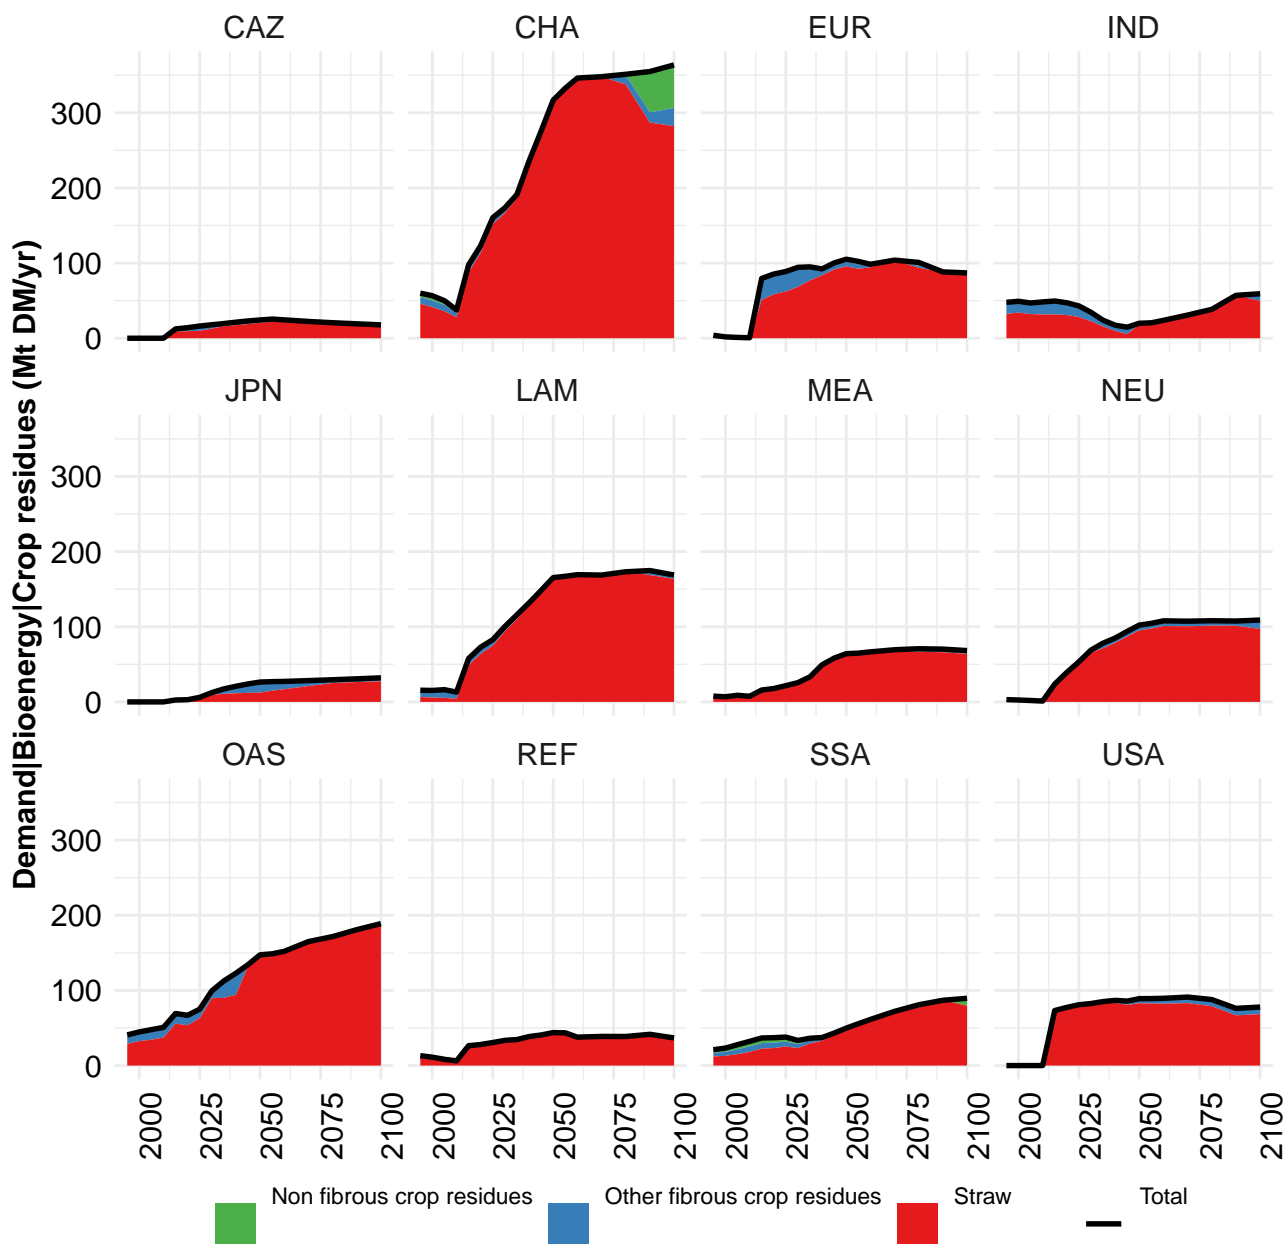 CAZ CHA EUR IND
300
200
100
0
JPN LAM MEA NEU
300
200
100
0
OAS REF SSA USA
300
200
100
0
Demand|Bioenergy|Crop residues (Mt DM/yr)
2000 2025 2050 2075 2100 2000 2025 2050 2075 2100 2000 2025 2050 2075 2100 2000 2025 2050 2075 2100
Non fibrous crop residues Other fibrous crop residues Straw Total